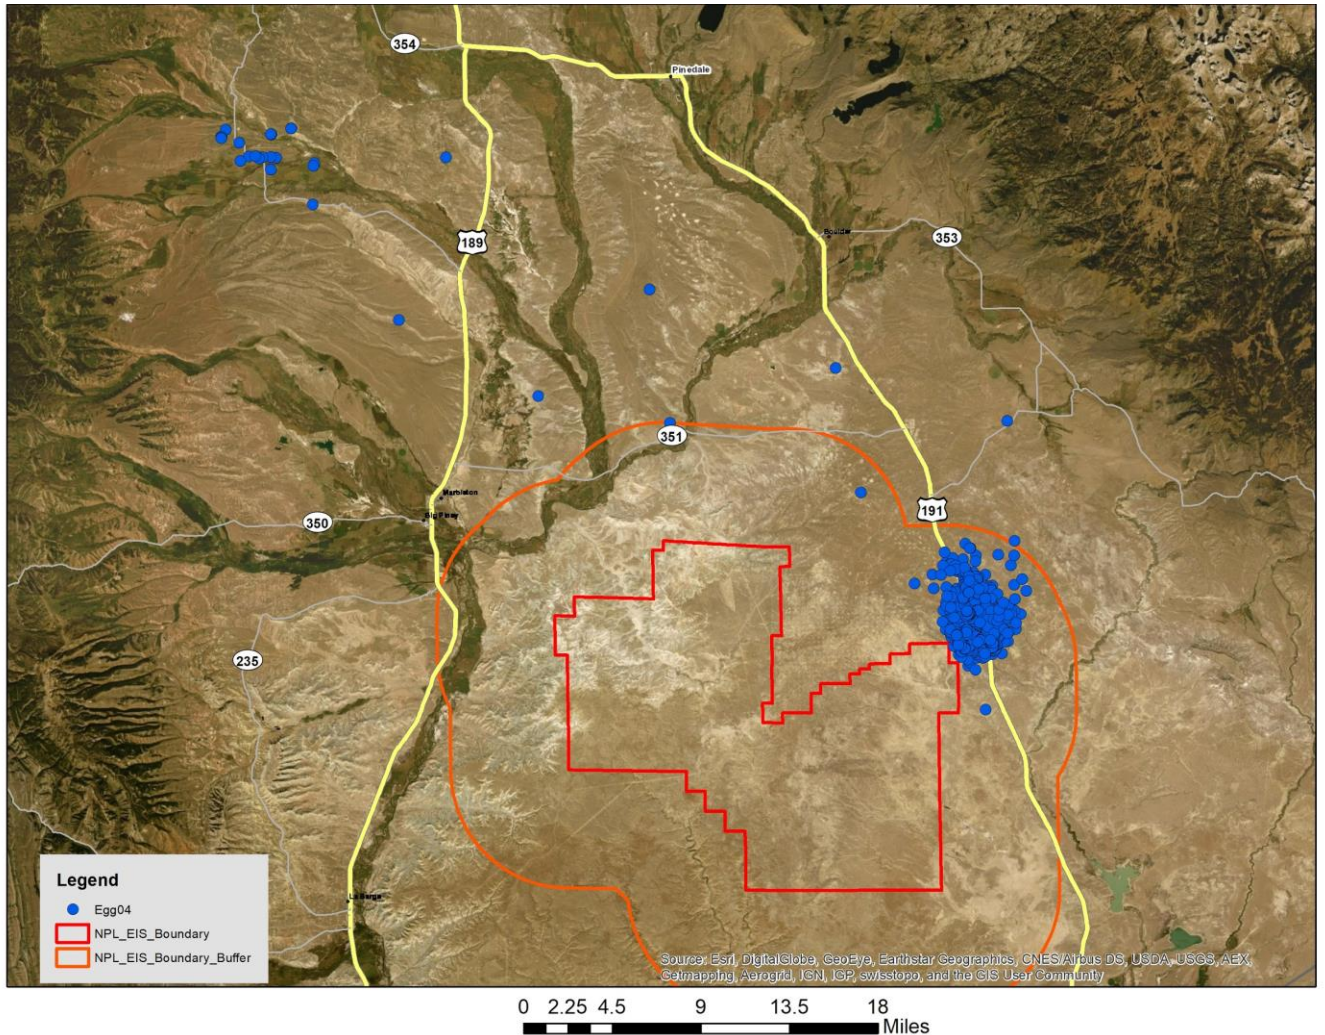 354
Pinedale
189
Boulder
353
351
Marbleton
Big Piney
350
191
235
La Barge
Legend
Egg04
NPL_EIS_Boundary
NPL_EIS_Boundary_Buffer
Source: Esri, DigitalGlobe, GeoEye, Earthstar Geographics, CNES/Airbus DS, USDA, USGS, AEX,
Getmapping, Aerogrid, IGN, IGP, swisstopo, and the GIS User Community
0 2.25 4.5 9 13.5 18
Miles